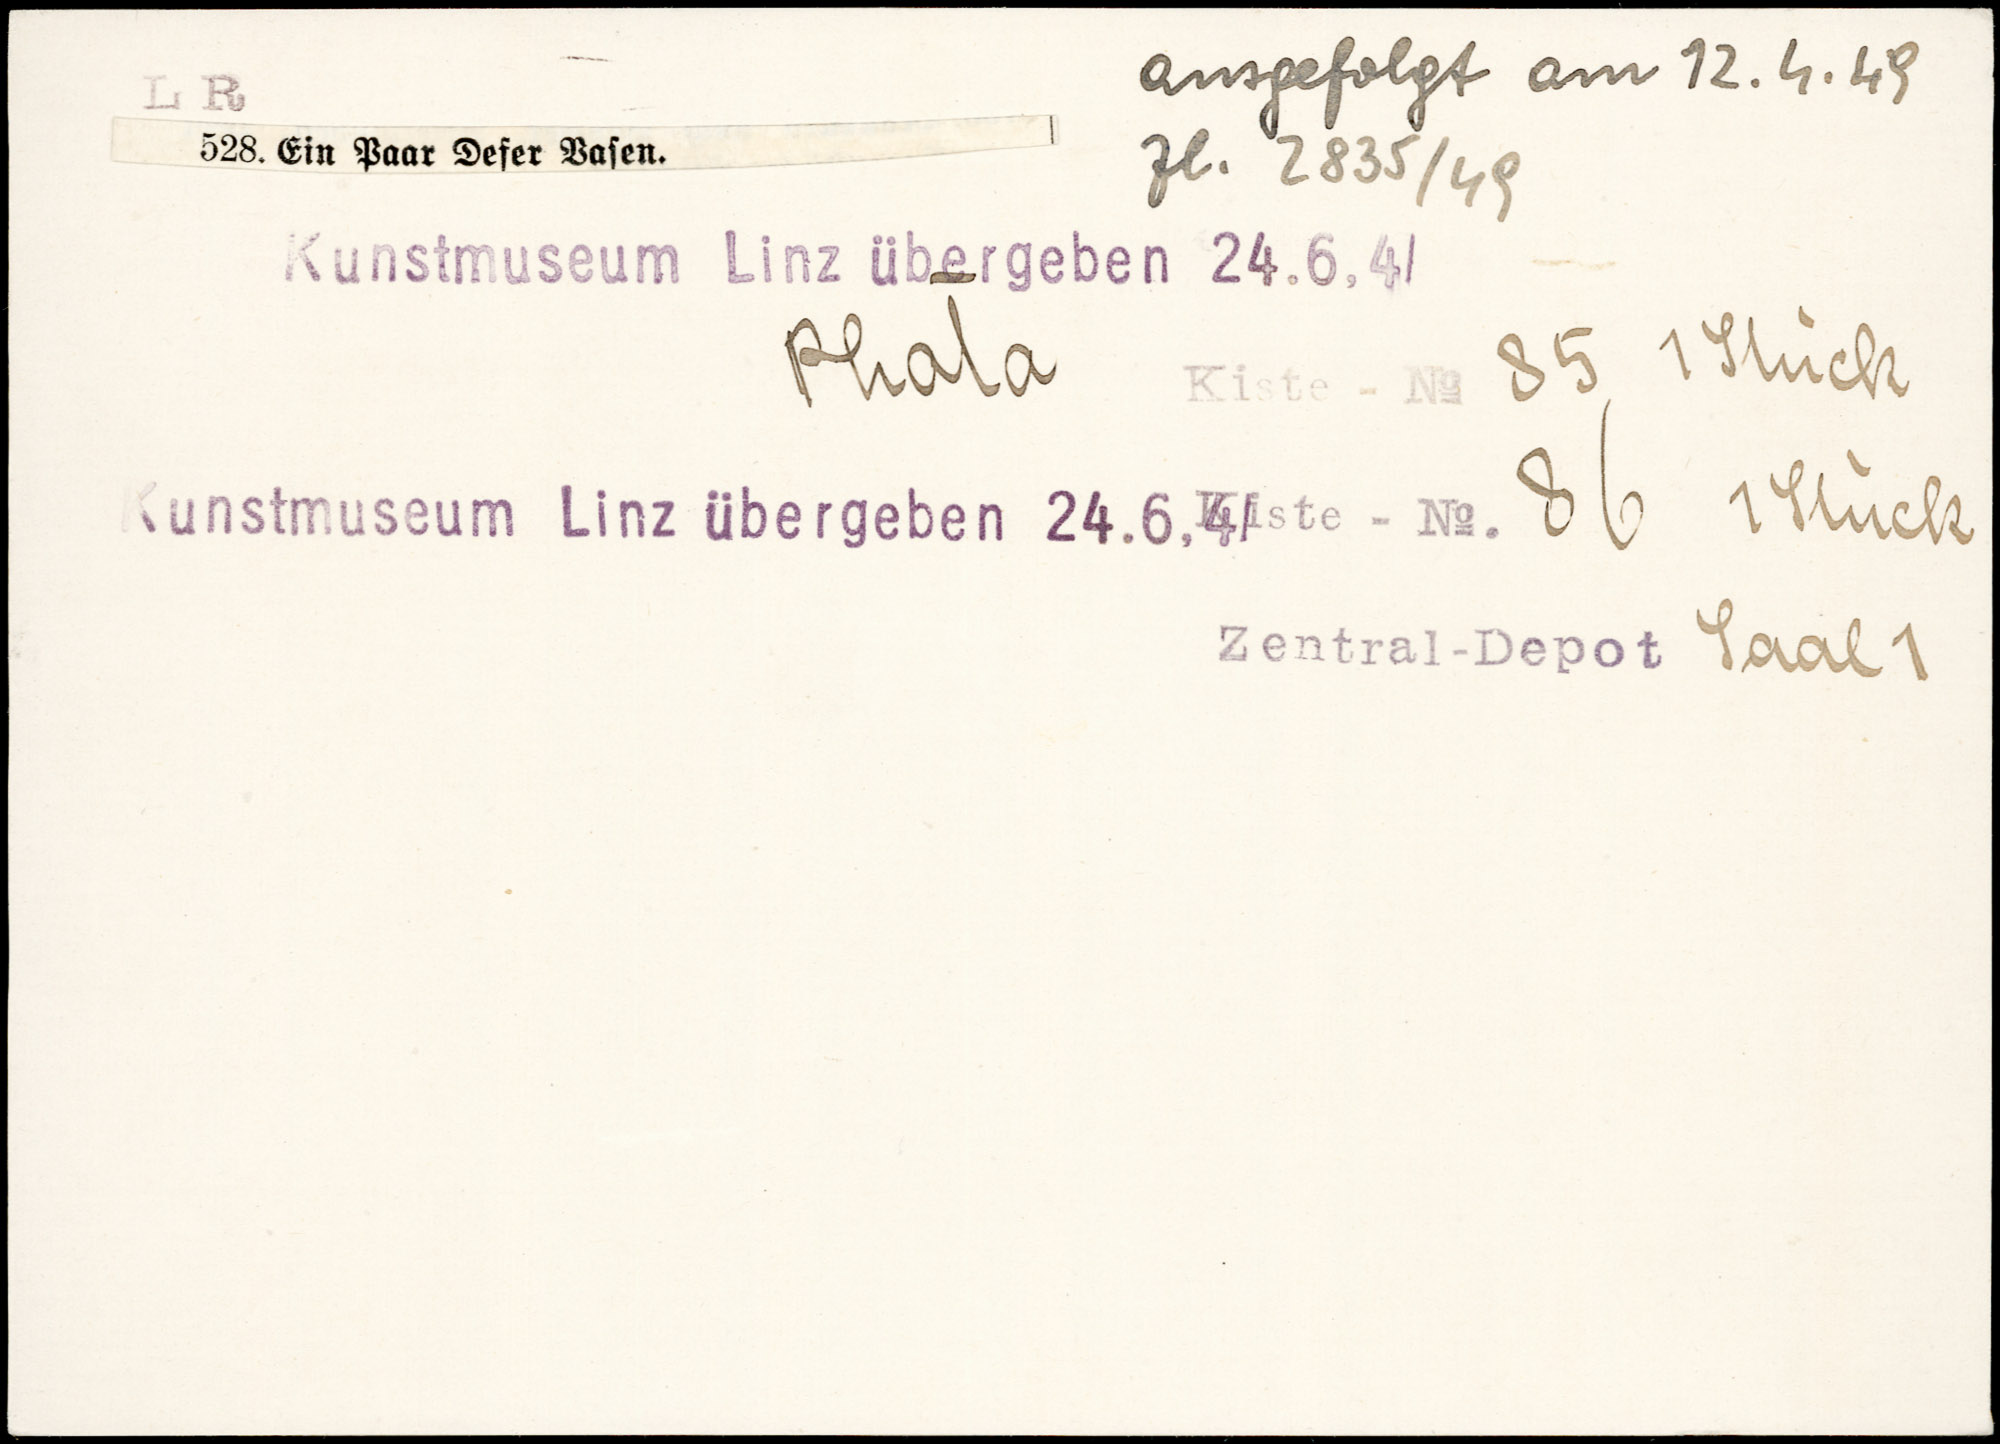 L R
ausgefolgt am 12.4.49
528. Ein Paar Defer Vasen.
Zl. 2835/49
Kunstmuseum Linz übergeben 24.6.41
Kiste - № 85 1 Stück
Kunstmuseum Linz übergeben 24.6.41
Kiste - №. 86 1 Stück
Zentral-Depot Saal 1